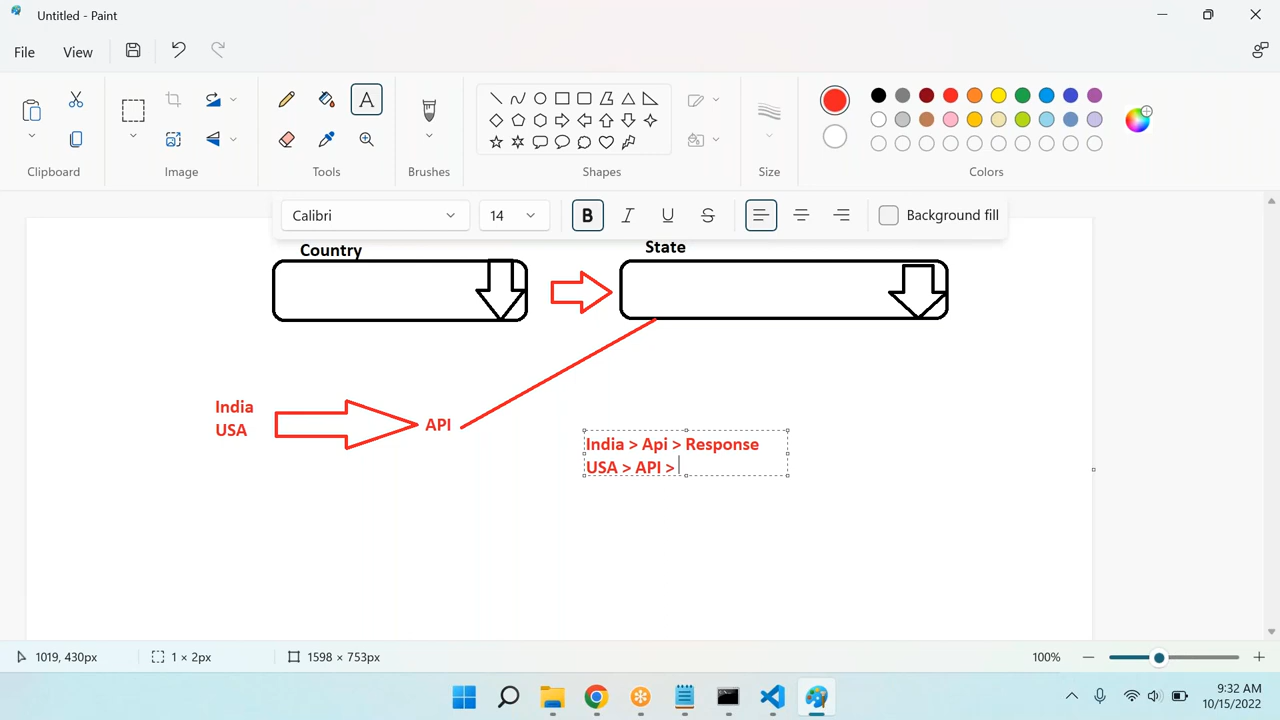 Untitled - Paint
File
View
Clipboard
Image
Tools
Brushes
Shapes
Size
Colors
Calibri
14
B
I
U
S
Background fill
Country
State
India
USA
API
India > Api > Response
USA > API >
1019, 430px
1 × 2px
1598 × 753px
100%
9:32 AM
10/15/2022